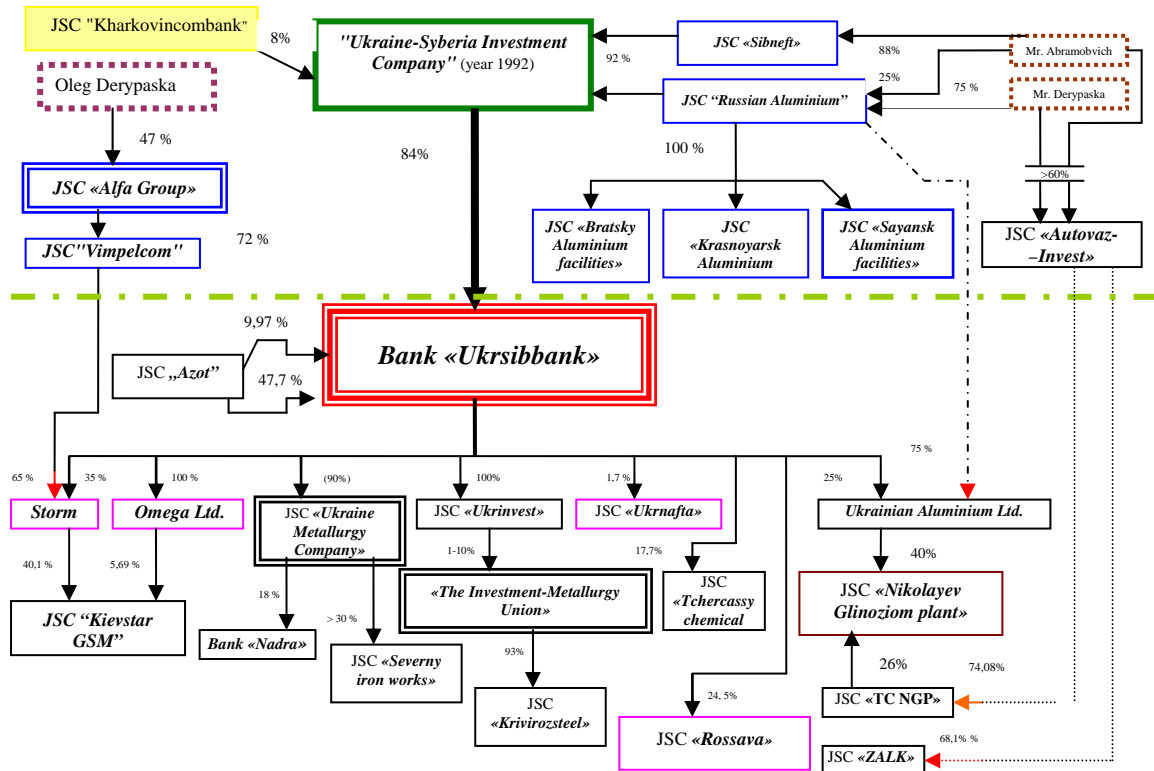 JSC "Kharkovincombank"
8%
"Ukraine-Syberia Investment
Company" (year 1992)
92 %
JSC «Sibneft»
88%
Mr. Abramobvich
25%
75 %
Mr. Derypaska
JSC “Russian Aluminium”
Oleg Derypaska
47 %
84%
100 %
>60%
JSC «Alfa Group»
JSC "Vimpelcom"
72 %
JSC «Bratsky
Aluminium
facilities»
JSC
«Krasnoyarsk
Aluminium
JSC «Sayansk
Aluminium
facilities»
JSC «Autovaz-
–Invest»
9,97 %
Bank «Ukrsibbank»
JSC „Azot”
47,7 %
75 %
65 %
35 %
100 %
(90%)
100%
1,7 %
25%
Storm
Omega Ltd.
JSC «Ukraine
Metallurgy
Company»
JSC «Ukrinvest»
JSC «Ukrnafta»
Ukrainian Aluminium Ltd.
40,1 %
5,69 %
1-10%
17,7%
40%
JSC “Kievstar
GSM”
18 %
> 30 %
«The Investment-Metallurgy
Union»
JSC
«Tchercassy
chemical
JSC «Nikolayev
Glinoziom plant»
Bank «Nadra»
JSC «Severny
iron works»
93%
26%
74,08%
JSC
«Krivirozsteel»
24, 5%
JSC «TC NGP»
JSC «Rossava»
68,1% %
JSC «ZALK»